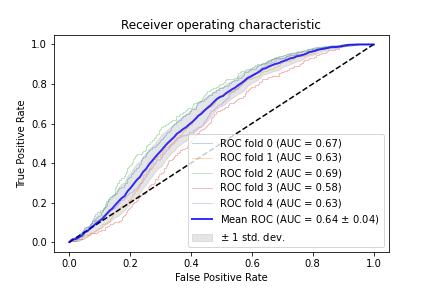 Receiver operating characteristic
True Positive Rate
1.0
0.8
0.6
0.4
0.2
0.0
ROC fold 0 (AUC = 0.67)
ROC fold 1 (AUC = 0.63)
ROC fold 2 (AUC = 0.69)
ROC fold 3 (AUC = 0.58)
ROC fold 4 (AUC = 0.63)
Mean ROC (AUC = 0.64 ± 0.04)
± 1 std. dev.
0.0 0.2 0.4 0.6 0.8 1.0
False Positive Rate